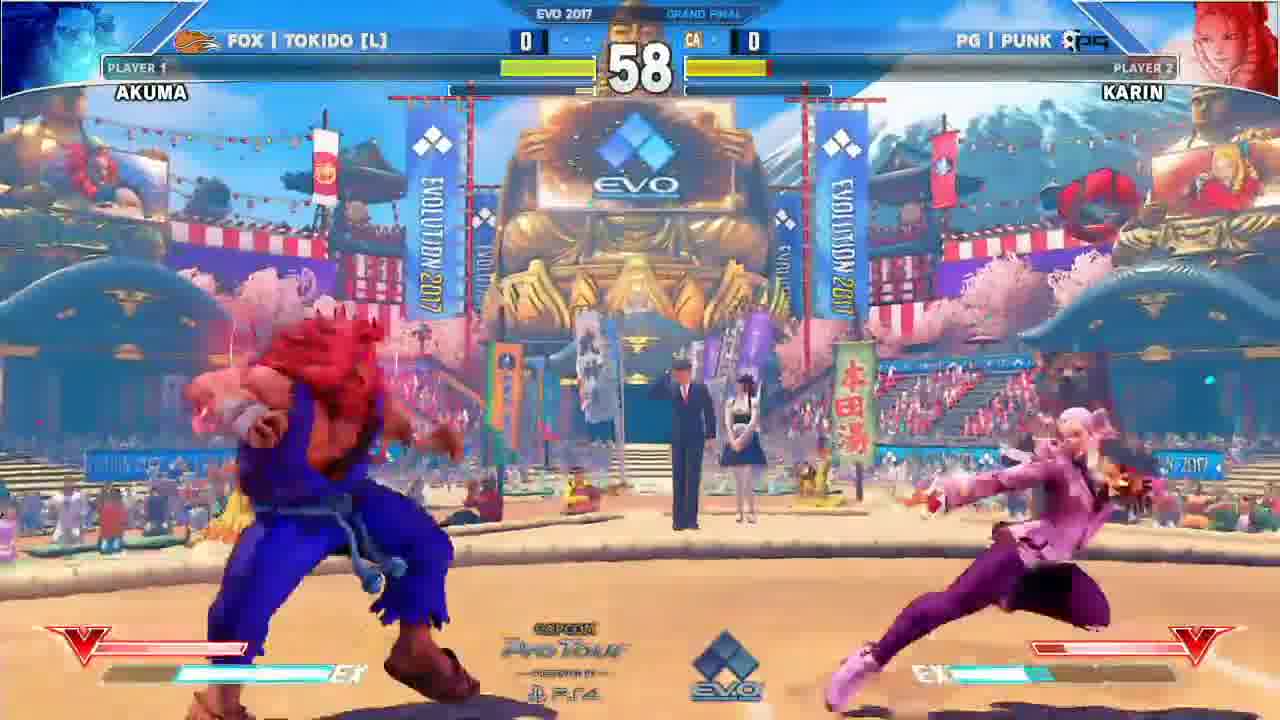 EVO 2017 GRAND FINAL
FOX | TOKIDO [L]
0
58
CA
0
PG | PUNK
PLAYER 1
PLAYER 2
AKUMA
KARIN
EVO
EVOLUTION 2017
EVOLUTION 2017
本田
2017
V
EX
CAPCOM
PRO TOUR
PS4
EVO
EX
V